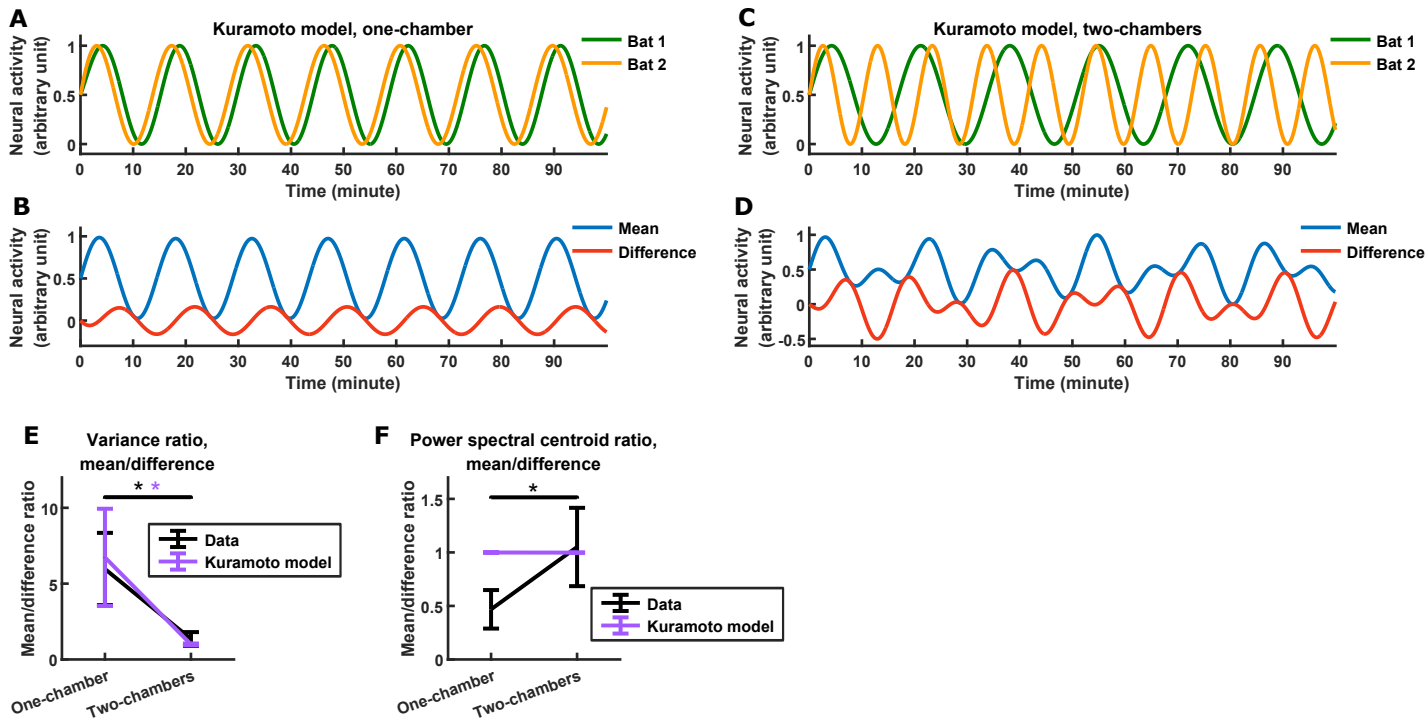 A
Kuramoto model, one-chamber
Neural activity
(arbitrary unit)
1
0.5
0
0 10 20 30 40 50 60 70 80 90
Time (minute)
Bat 1
Bat 2
B
Neural activity
(arbitrary unit)
1
0.5
0
0 10 20 30 40 50 60 70 80 90
Time (minute)
Mean
Difference
C
Kuramoto model, two-chambers
Neural activity
(arbitrary unit)
1
0.5
0
0 10 20 30 40 50 60 70 80 90
Time (minute)
Bat 1
Bat 2
D
Neural activity
(arbitrary unit)
1
0.5
0
-0.5
0 10 20 30 40 50 60 70 80 90
Time (minute)
Mean
Difference
E
Variance ratio,
mean/difference
Mean/difference ratio
10
5
0
* *
Data
Kuramoto model
One-chamber
Two-chambers
F
Power spectral centroid ratio,
mean/difference
Mean/difference ratio
1.5
1
0.5
0
*
Data
Kuramoto model
One-chamber
Two-chambers